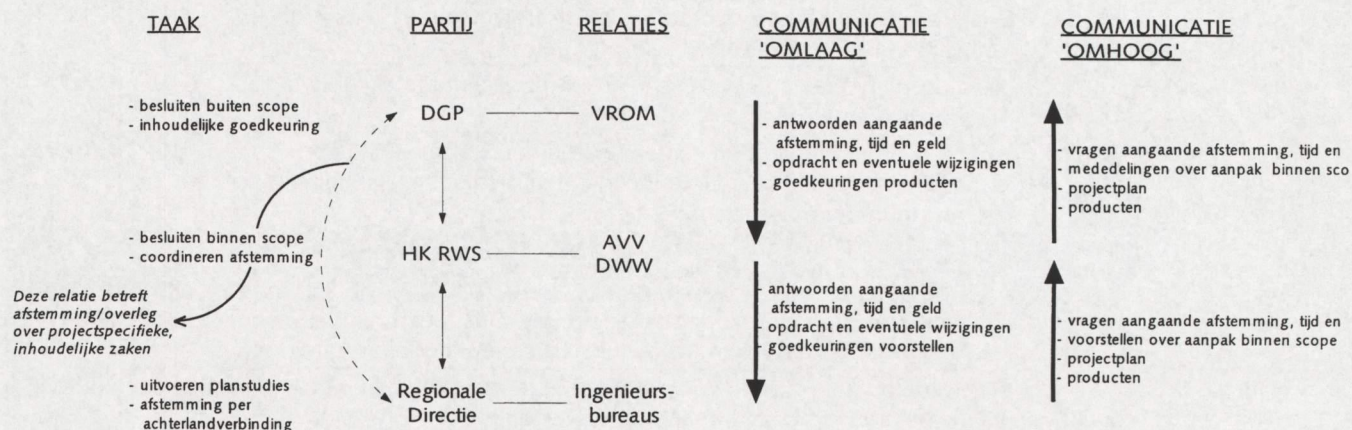 TAAK
PARTIJ
RELATIES
COMMUNICATIE
'OMLAAG'
COMMUNICATIE
'OMHOOG'
- besluiten buiten scope
- inhoudelijke goedkeuring
DGP
VROM
- antwoorden aangaande
afstemming, tijd en geld
- opdracht en eventuele wijzigingen
- goedkeuringen producten
- vragen aangaande afstemming, tijd en
- mededelingen over aanpak binnen sco
- projectplan
- producten
- besluiten binnen scope
- coordineren afstemming
HK RWS
AVV
DWW
Deze relatie betreft
afstemming/overleg
over projectspecifieke,
inhoudelijke zaken
- antwoorden aangaande
afstemming, tijd en geld
- opdracht en eventuele wijzigingen
- goedkeuringen voorstellen
- vragen aangaande afstemming, tijd en
- voorstellen over aanpak binnen scope
- projectplan
- producten
- uitvoeren planstudies
- afstemming per
achterlandverbinding
Regionale
Directie
Ingenieurs-
bureaus